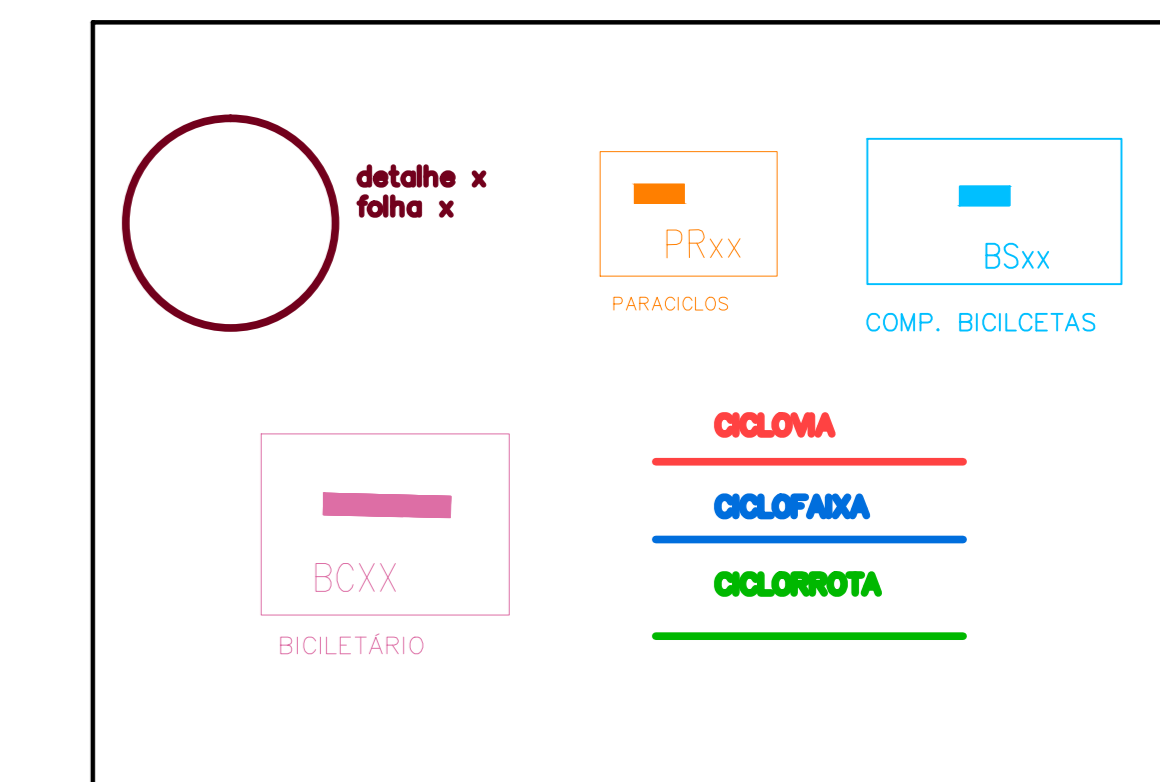 detalhe x
folha x
PRxx
PARACICLOS
BSxx
COMP. BICILCETAS
BCXX
BICILETÁRIO
CICLOVIA
CICLOFAIXA
CICLORROTA